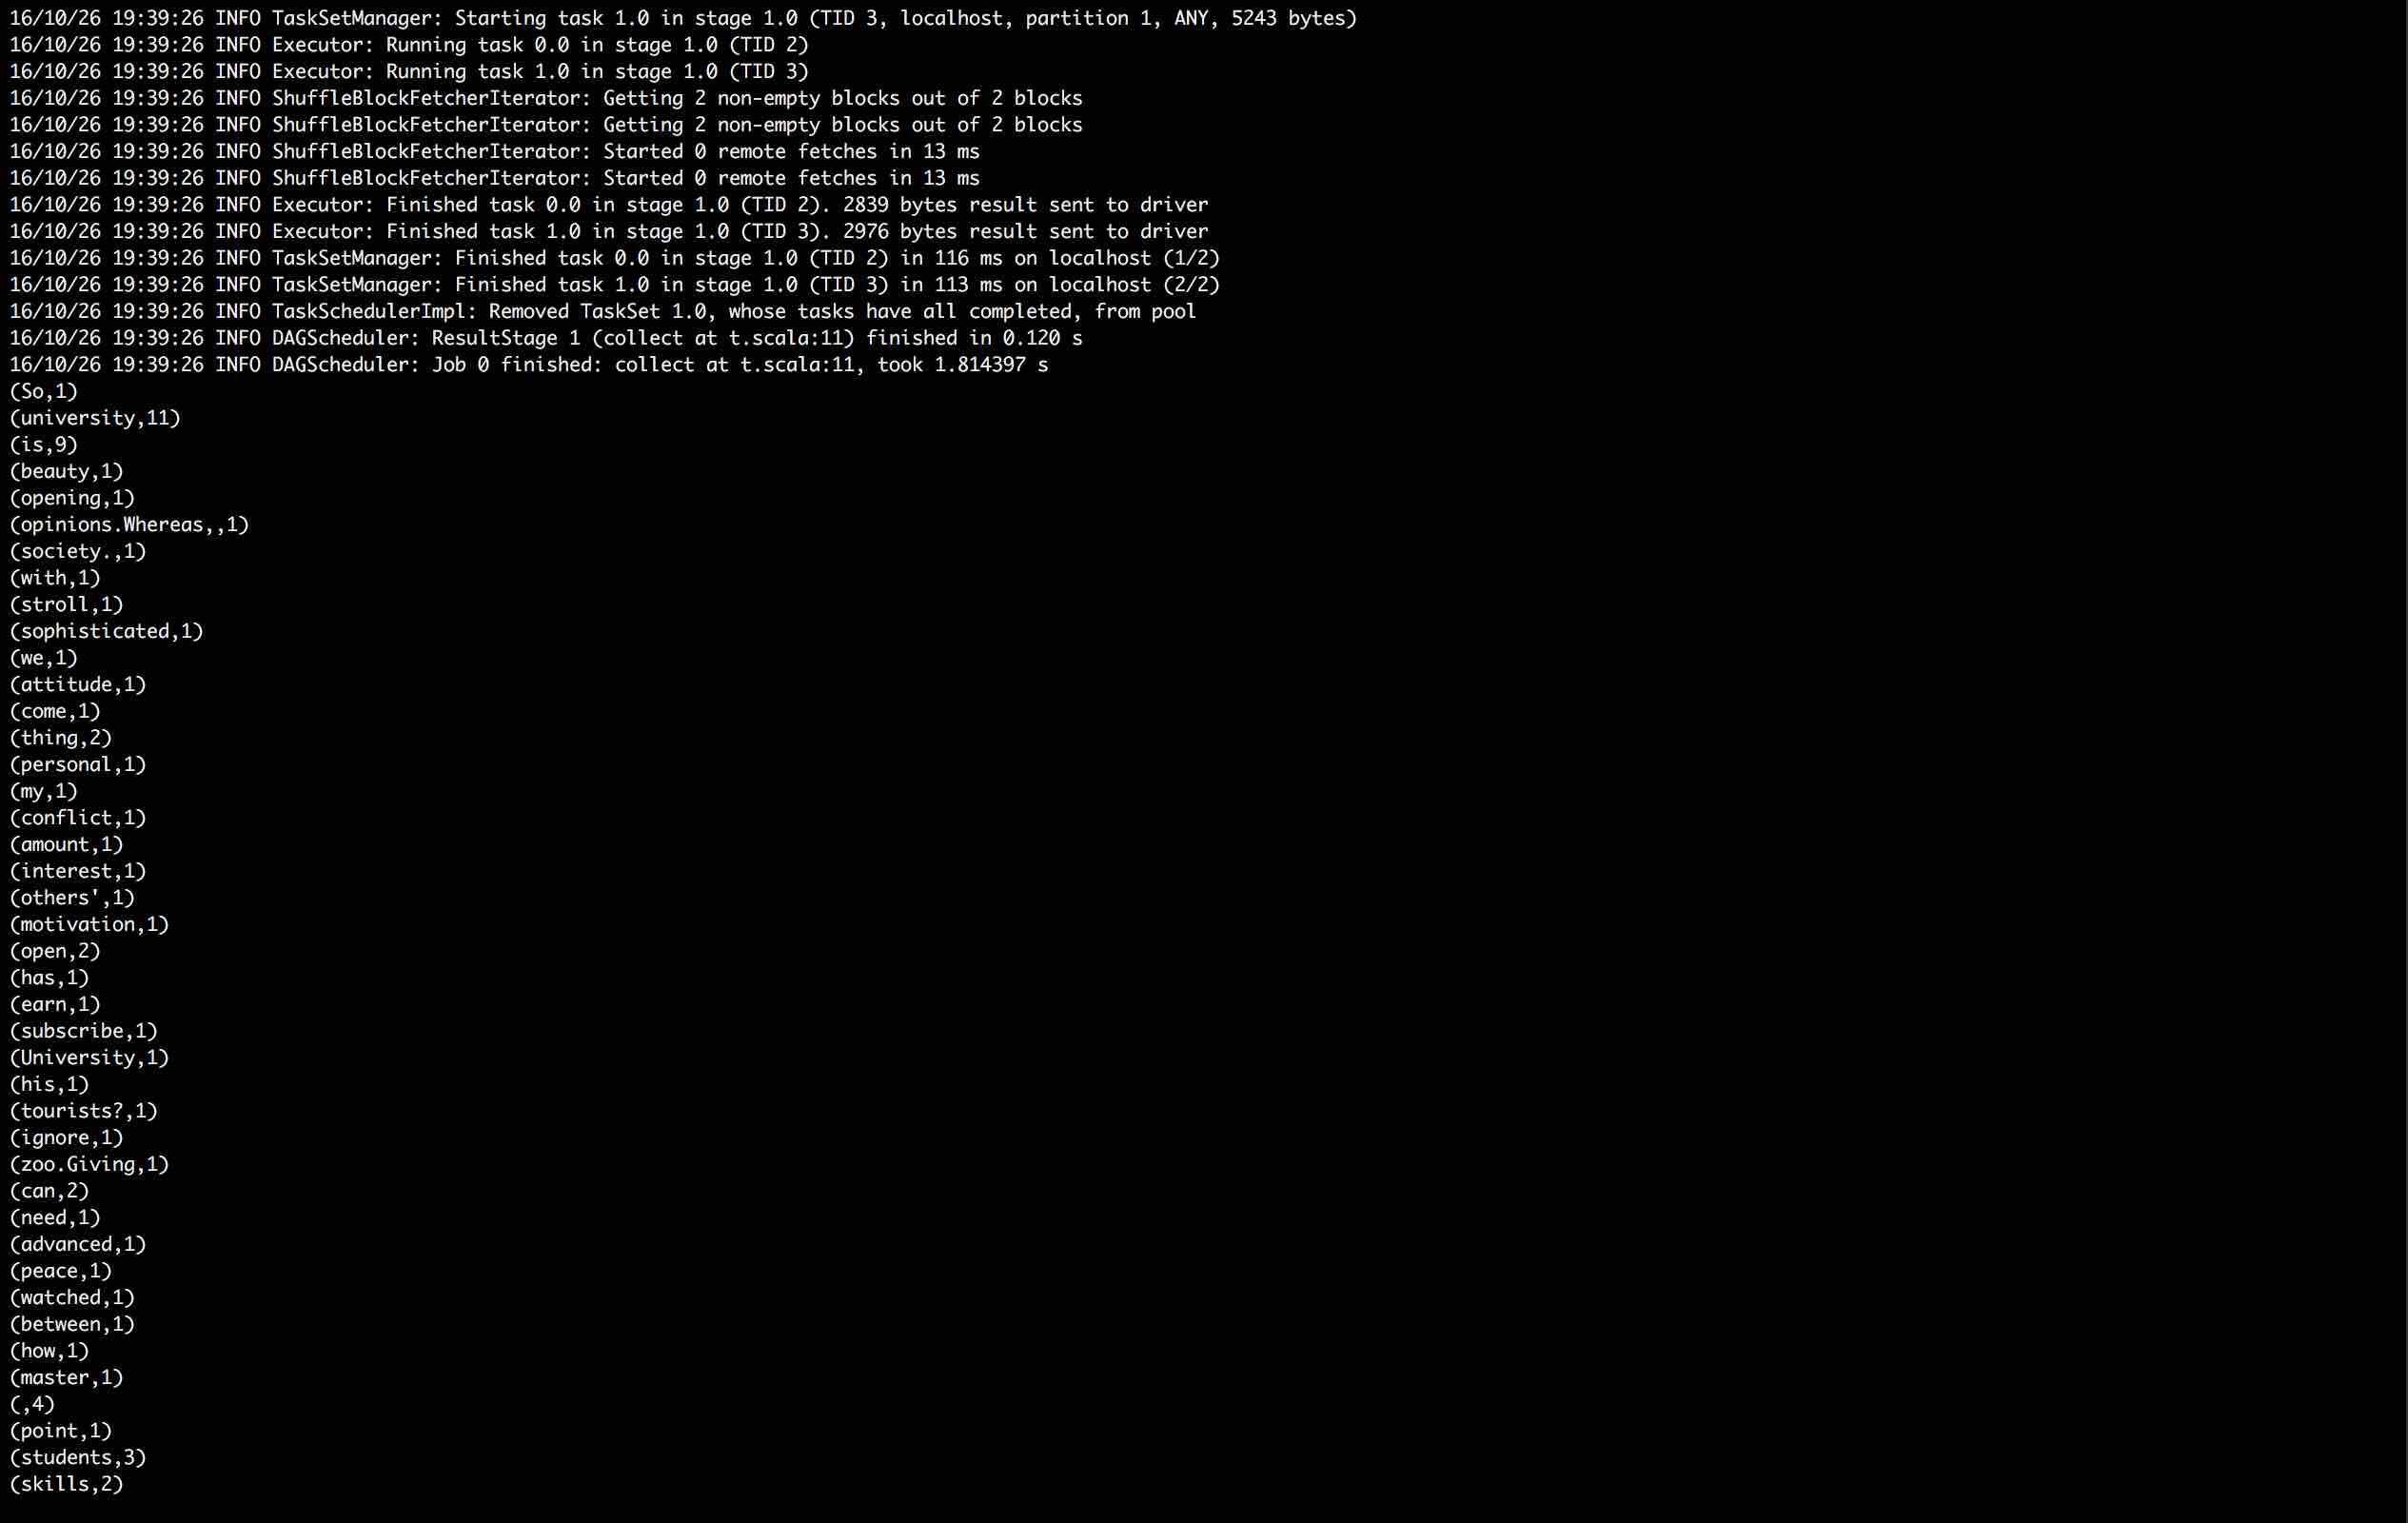 16/10/26 19:39:26 INFO TaskSetManager: Starting task 1.0 in stage 1.0 (TID 3, localhost, partition 1, ANY, 5243 bytes)
16/10/26 19:39:26 INFO Executor: Running task 0.0 in stage 1.0 (TID 2)
16/10/26 19:39:26 INFO Executor: Running task 1.0 in stage 1.0 (TID 3)
16/10/26 19:39:26 INFO ShuffleBlockFetcherIterator: Getting 2 non-empty blocks out of 2 blocks
16/10/26 19:39:26 INFO ShuffleBlockFetcherIterator: Getting 2 non-empty blocks out of 2 blocks
16/10/26 19:39:26 INFO ShuffleBlockFetcherIterator: Started 0 remote fetches in 13 ms
16/10/26 19:39:26 INFO ShuffleBlockFetcherIterator: Started 0 remote fetches in 13 ms
16/10/26 19:39:26 INFO Executor: Finished task 0.0 in stage 1.0 (TID 2). 2839 bytes result sent to driver
16/10/26 19:39:26 INFO Executor: Finished task 1.0 in stage 1.0 (TID 3). 2976 bytes result sent to driver
16/10/26 19:39:26 INFO TaskSetManager: Finished task 0.0 in stage 1.0 (TID 2) in 116 ms on localhost (1/2)
16/10/26 19:39:26 INFO TaskSetManager: Finished task 1.0 in stage 1.0 (TID 3) in 113 ms on localhost (2/2)
16/10/26 19:39:26 INFO TaskSchedulerImpl: Removed TaskSet 1.0, whose tasks have all completed, from pool
16/10/26 19:39:26 INFO DAGScheduler: ResultStage 1 (collect at t.scala:11) finished in 0.120 s
16/10/26 19:39:26 INFO DAGScheduler: Job 0 finished: collect at t.scala:11, took 1.814397 s
(So,1)
(university,11)
(is,9)
(beauty,1)
(opening,1)
(opinions.Whereas,,1)
(society.,1)
(with,1)
(stroll,1)
(sophisticated,1)
(we,1)
(attitude,1)
(come,1)
(thing,2)
(personal,1)
(my,1)
(conflict,1)
(amount,1)
(interest,1)
(others',1)
(motivation,1)
(open,2)
(has,1)
(earn,1)
(subscribe,1)
(University,1)
(his,1)
(tourists?,1)
(ignore,1)
(zoo.Giving,1)
(can,2)
(need,1)
(advanced,1)
(peace,1)
(watched,1)
(between,1)
(how,1)
(master,1)
(,4)
(point,1)
(students,3)
(skills,2)